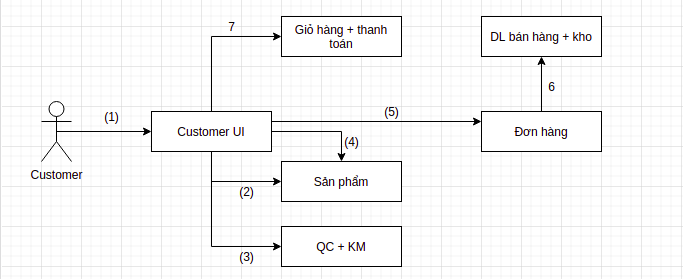 7
Giỏ hàng + thanh
toán
DL bán hàng + kho
6
(1)
Customer UI
(5)
Đơn hàng
(4)
Customer
(2)
Sản phẩm
(3)
QC + KM